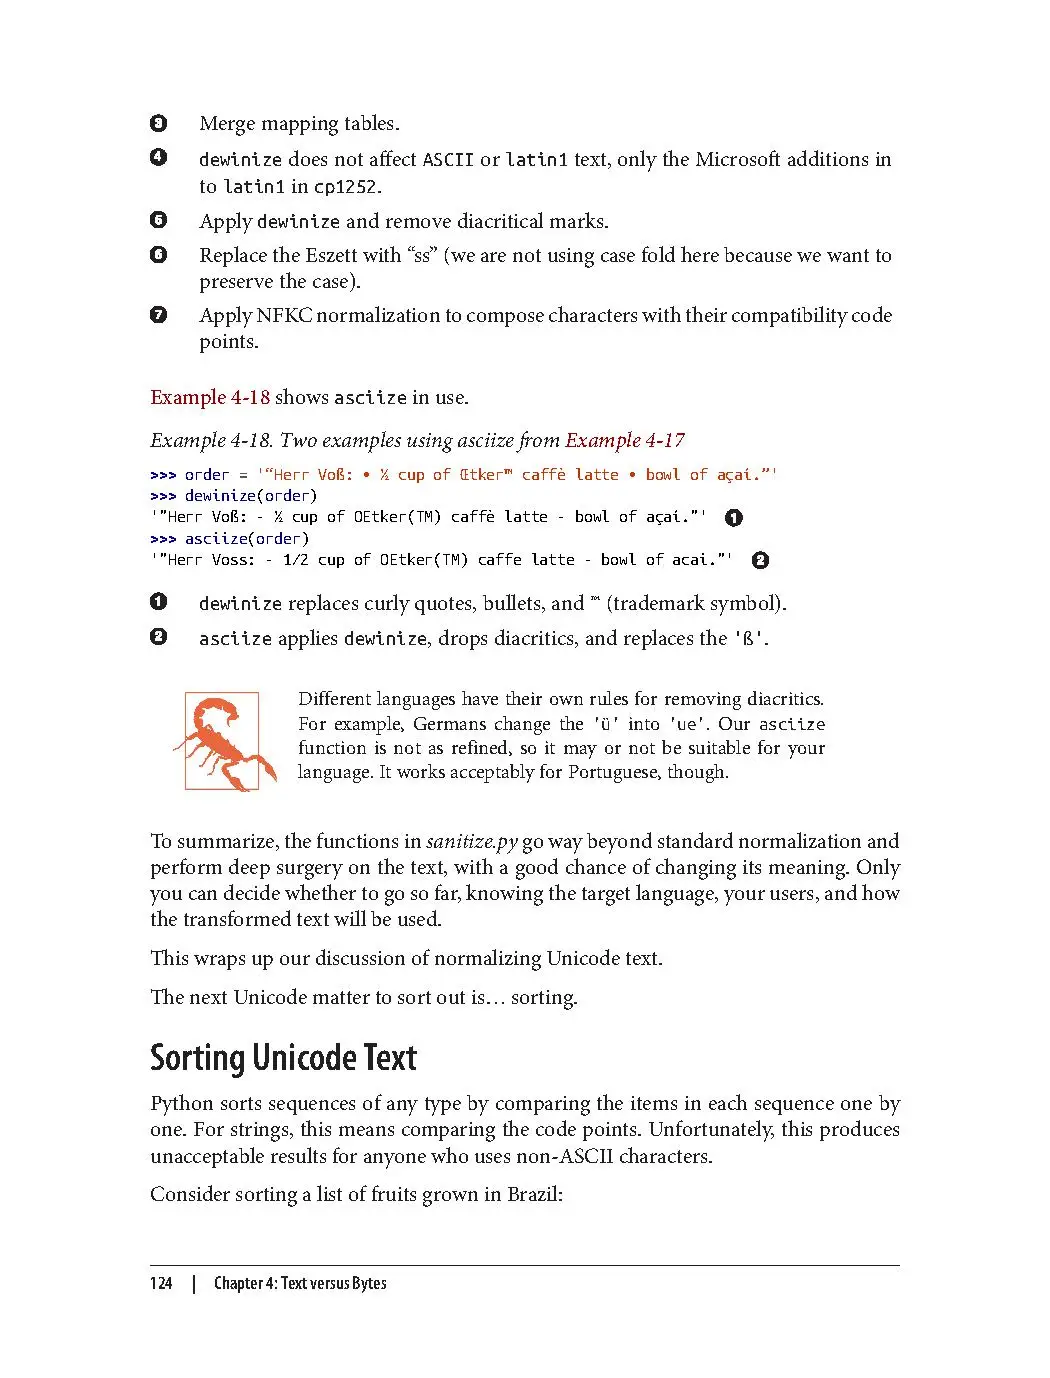 ❸ Merge mapping tables.
❹ dewinize does not affect ASCII or latin1 text, only the Microsoft additions in
to latin1 in cp1252.
❺ Apply dewinize and remove diacritical marks.
❻ Replace the Eszett with “ss” (we are not using case fold here because we want to
preserve the case).
❼ Apply NFKC normalization to compose characters with their compatibility code
points.
Example 4-18 shows asciize in use.
Example 4-18. Two examples using asciize from Example 4-17
>>> order = '“Herr Voß: • ½ cup of Œtker™ caffè latte • bowl of açaí.”'
>>> dewinize(order)
'"Herr Voß: - ½ cup of OEtker(TM) caffè latte - bowl of açaí."' ❶
>>> asciize(order)
'"Herr Voss: - 1/2 cup of OEtker(TM) caffe latte - bowl of acai."' ❷
❶ dewinize replaces curly quotes, bullets, and ™ (trademark symbol).
❷ asciize applies dewinize, drops diacritics, and replaces the 'ß'.
Different languages have their own rules for removing diacritics.
For example, Germans change the 'ü' into 'ue'. Our asciize
function is not as refined, so it may or not be suitable for your
language. It works acceptably for Portuguese, though.
To summarize, the functions in sanitize.py go way beyond standard normalization and
perform deep surgery on the text, with a good chance of changing its meaning. Only
you can decide whether to go so far, knowing the target language, your users, and how
the transformed text will be used.
This wraps up our discussion of normalizing Unicode text.
The next Unicode matter to sort out is… sorting.
Sorting Unicode Text
Python sorts sequences of any type by comparing the items in each sequence one by
one. For strings, this means comparing the code points. Unfortunately, this produces
unacceptable results for anyone who uses non-ASCII characters.
Consider sorting a list of fruits grown in Brazil:
124 | Chapter 4: Text versus Bytes